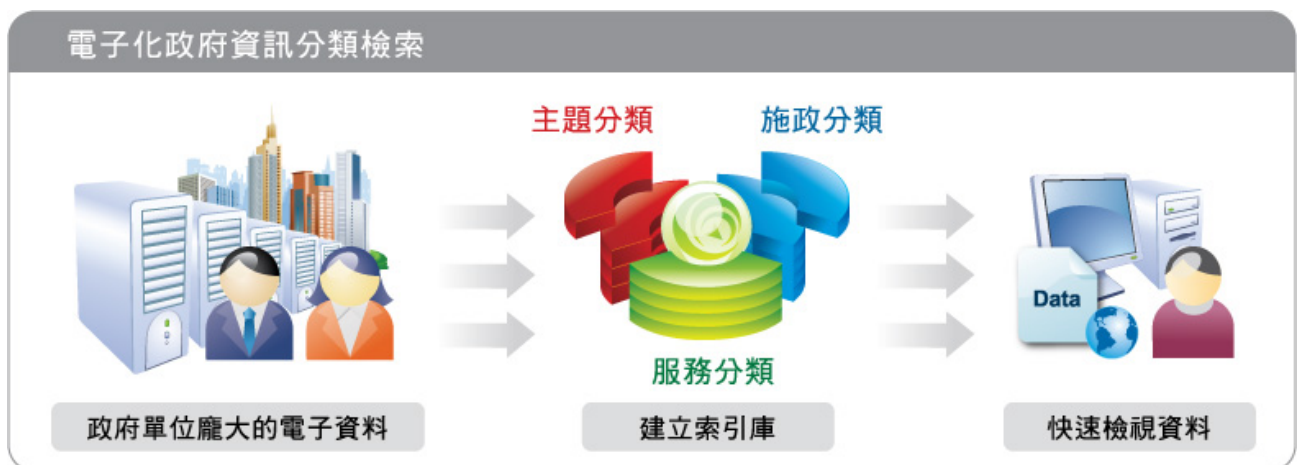 電子化政府資訊分類檢索
主題分類
施政分類
Data
服務分類
政府單位龐大的電子資料
建立索引庫
快速檢視資料